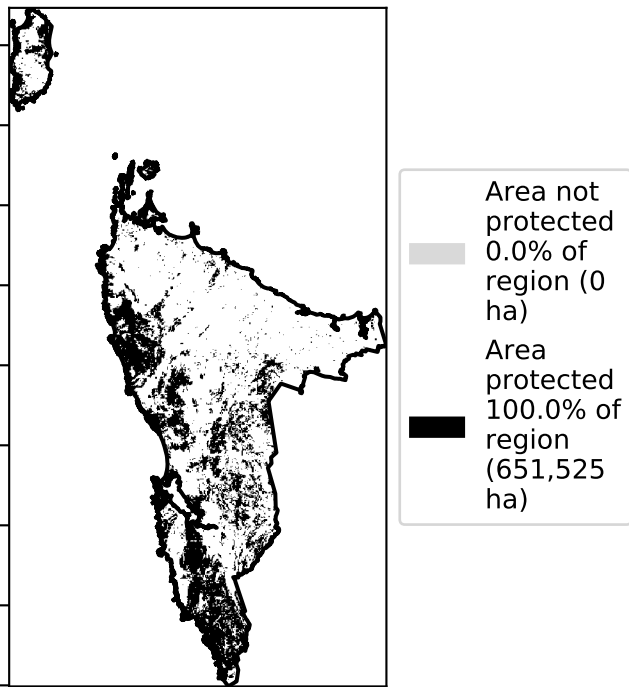 Area not
protected
0.0% of
region (0
ha)
Area
protected
100.0% of
region
(651,525
ha)